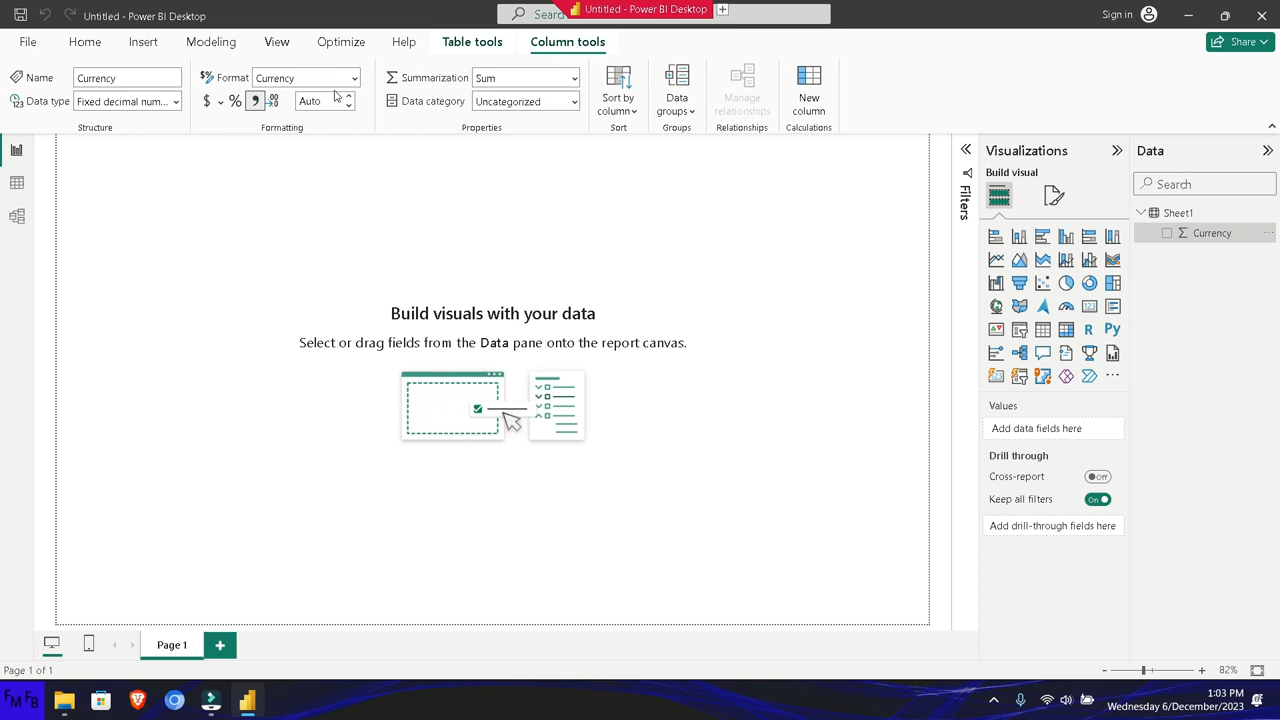 Untitled - Power BI Desktop
Search
Untitled - Power BI Desktop
Sign in
File
Home
Insert
Modeling
View
Optimize
Help
Table tools
Column tools
Share
Name
Currency
Format
Currency
Summarization
Sum
Data type
Fixed decimal num...
$
%
Auto
Data category
Uncategorized
Sort by
column
Data
groups
Manage
relationships
New
column
Structure
Formatting
Properties
Sort
Groups
Relationships
Calculations
Filters
Visualizations
Build visual
Data
Search
Sheet1
Currency
Build visuals with your data
Select or drag fields from the Data pane onto the report canvas.
R
Py
123
Values
Add data fields here
Drill through
Cross-report
Off
Keep all filters
On
Add drill-through fields here
Page 1
Page 1 of 1
82%
FM FB
1:03 PM
Wednesday 6/December/2023